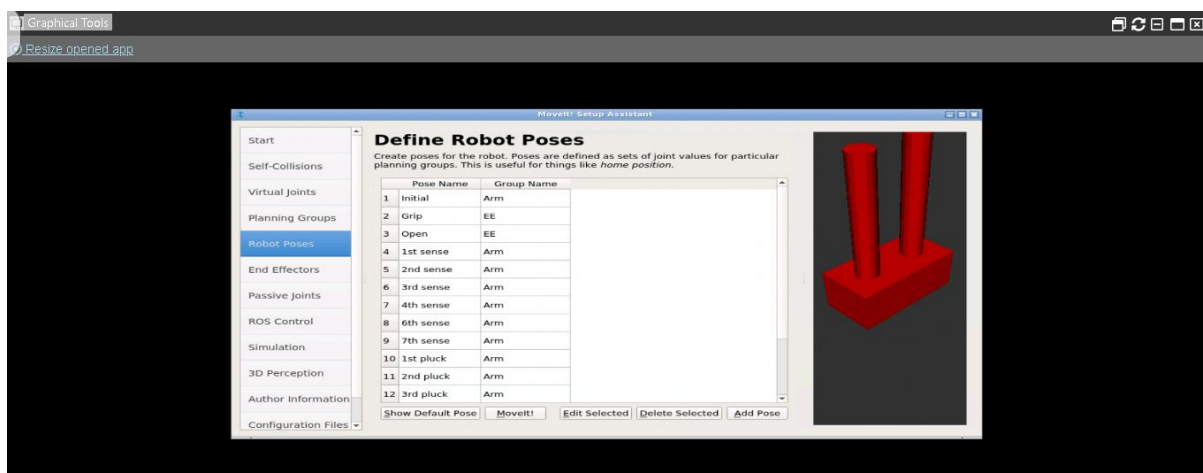 Graphical Tools
Resize opened app
MoveIt! Setup Assistant
Start
Self-Collisions
Virtual Joints
Planning Groups
Robot Poses
End Effectors
Passive Joints
ROS Control
Simulation
3D Perception
Author Information
Configuration Files
Define Robot Poses
Create poses for the robot. Poses are defined as sets of joint values for particular
planning groups. This is useful for things like home position.
Pose Name Group Name
1 Initial Arm
2 Grip EE
3 Open EE
4 1st sense Arm
5 2nd sense Arm
6 3rd sense Arm
7 4th sense Arm
8 6th sense Arm
9 7th sense Arm
10 1st pluck Arm
11 2nd pluck Arm
12 3rd pluck Arm
Show Default Pose MoveIt! Edit Selected Delete Selected Add Pose